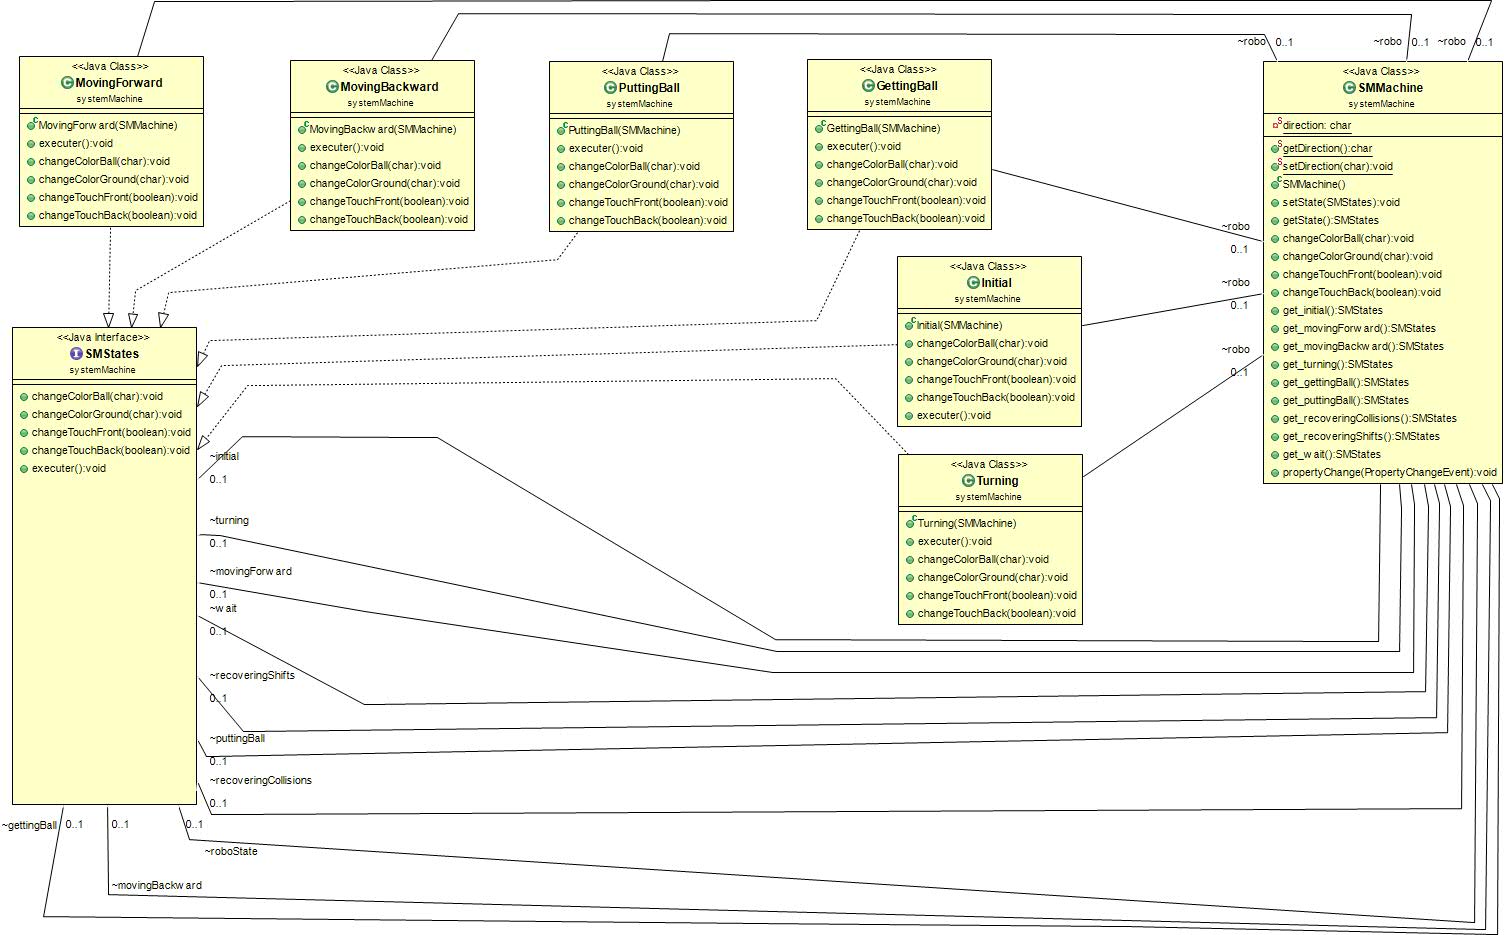 ~robo 0..1
~robo 0..1
~robo 0..1
<<Java Class>>
MovingForward
systemMachine
MovingForward(SMMachine)
executer():void
changeColorBall(char):void
changeColorGround(char):void
changeTouchFront(boolean):void
changeTouchBack(boolean):void
<<Java Class>>
MovingBackward
systemMachine
MovingBackward(SMMachine)
executer():void
changeColorBall(char):void
changeColorGround(char):void
changeTouchFront(boolean):void
changeTouchBack(boolean):void
<<Java Class>>
PuttingBall
systemMachine
PuttingBall(SMMachine)
executer():void
changeColorBall(char):void
changeColorGround(char):void
changeTouchFront(boolean):void
changeTouchBack(boolean):void
<<Java Class>>
GettingBall
systemMachine
GettingBall(SMMachine)
executer():void
changeColorBall(char):void
changeColorGround(char):void
changeTouchFront(boolean):void
changeTouchBack(boolean):void
<<Java Class>>
SMMachine
systemMachine
direction: char
getDirection():char
setDirection(char):void
SMMachine()
setState(SMStates):void
getState():SMStates
changeColorBall(char):void
changeColorGround(char):void
changeTouchFront(boolean):void
changeTouchBack(boolean):void
get_initial():SMStates
get_movingForward():SMStates
get_movingBackward():SMStates
get_turning():SMStates
get_gettingBall():SMStates
get_puttingBall():SMStates
get_recoveringCollisions():SMStates
get_recoveringShifts():SMStates
get_wait():SMStates
propertyChange(PropertyChangeEvent):void
~robo
0..1
~robo
0..1
~robo
0..1
<<Java Class>>
Initial
systemMachine
Initial(SMMachine)
changeColorBall(char):void
changeColorGround(char):void
changeTouchFront(boolean):void
changeTouchBack(boolean):void
executer():void
<<Java Class>>
Turning
systemMachine
Turning(SMMachine)
executer():void
changeColorBall(char):void
changeColorGround(char):void
changeTouchFront(boolean):void
changeTouchBack(boolean):void
<<Java Interface>>
SMStates
systemMachine
changeColorBall(char):void
changeColorGround(char):void
changeTouchFront(boolean):void
changeTouchBack(boolean):void
executer():void
~initial
0..1
~turning
0..1
~movingForward
0..1
~wait
0..1
~recoveringShifts
0..1
~puttingBall
0..1
~recoveringCollisions
0..1
~gettingBall 0..1
0..1
0..1
~roboState
~movingBackward